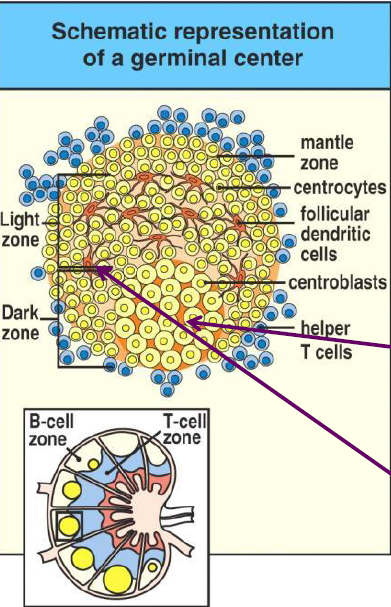 Schematic representation
of a germinal center
mantle
zone
centrocytes
follicular
dendritic
cells
centroblasts
helper
T cells
Light
zone
Dark
zone
B-cell
zone
T-cell
zone